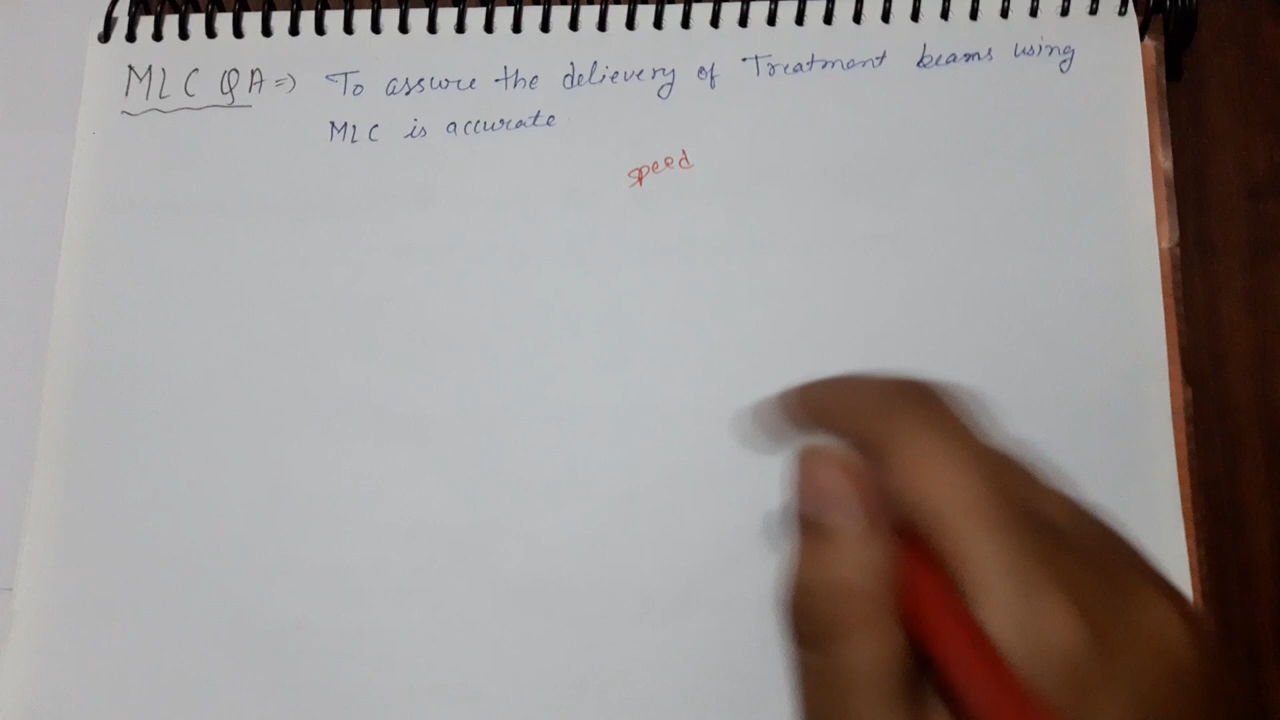 MLC QA => To assure the delievery of Treatment beams using
MLC is accurate
speed